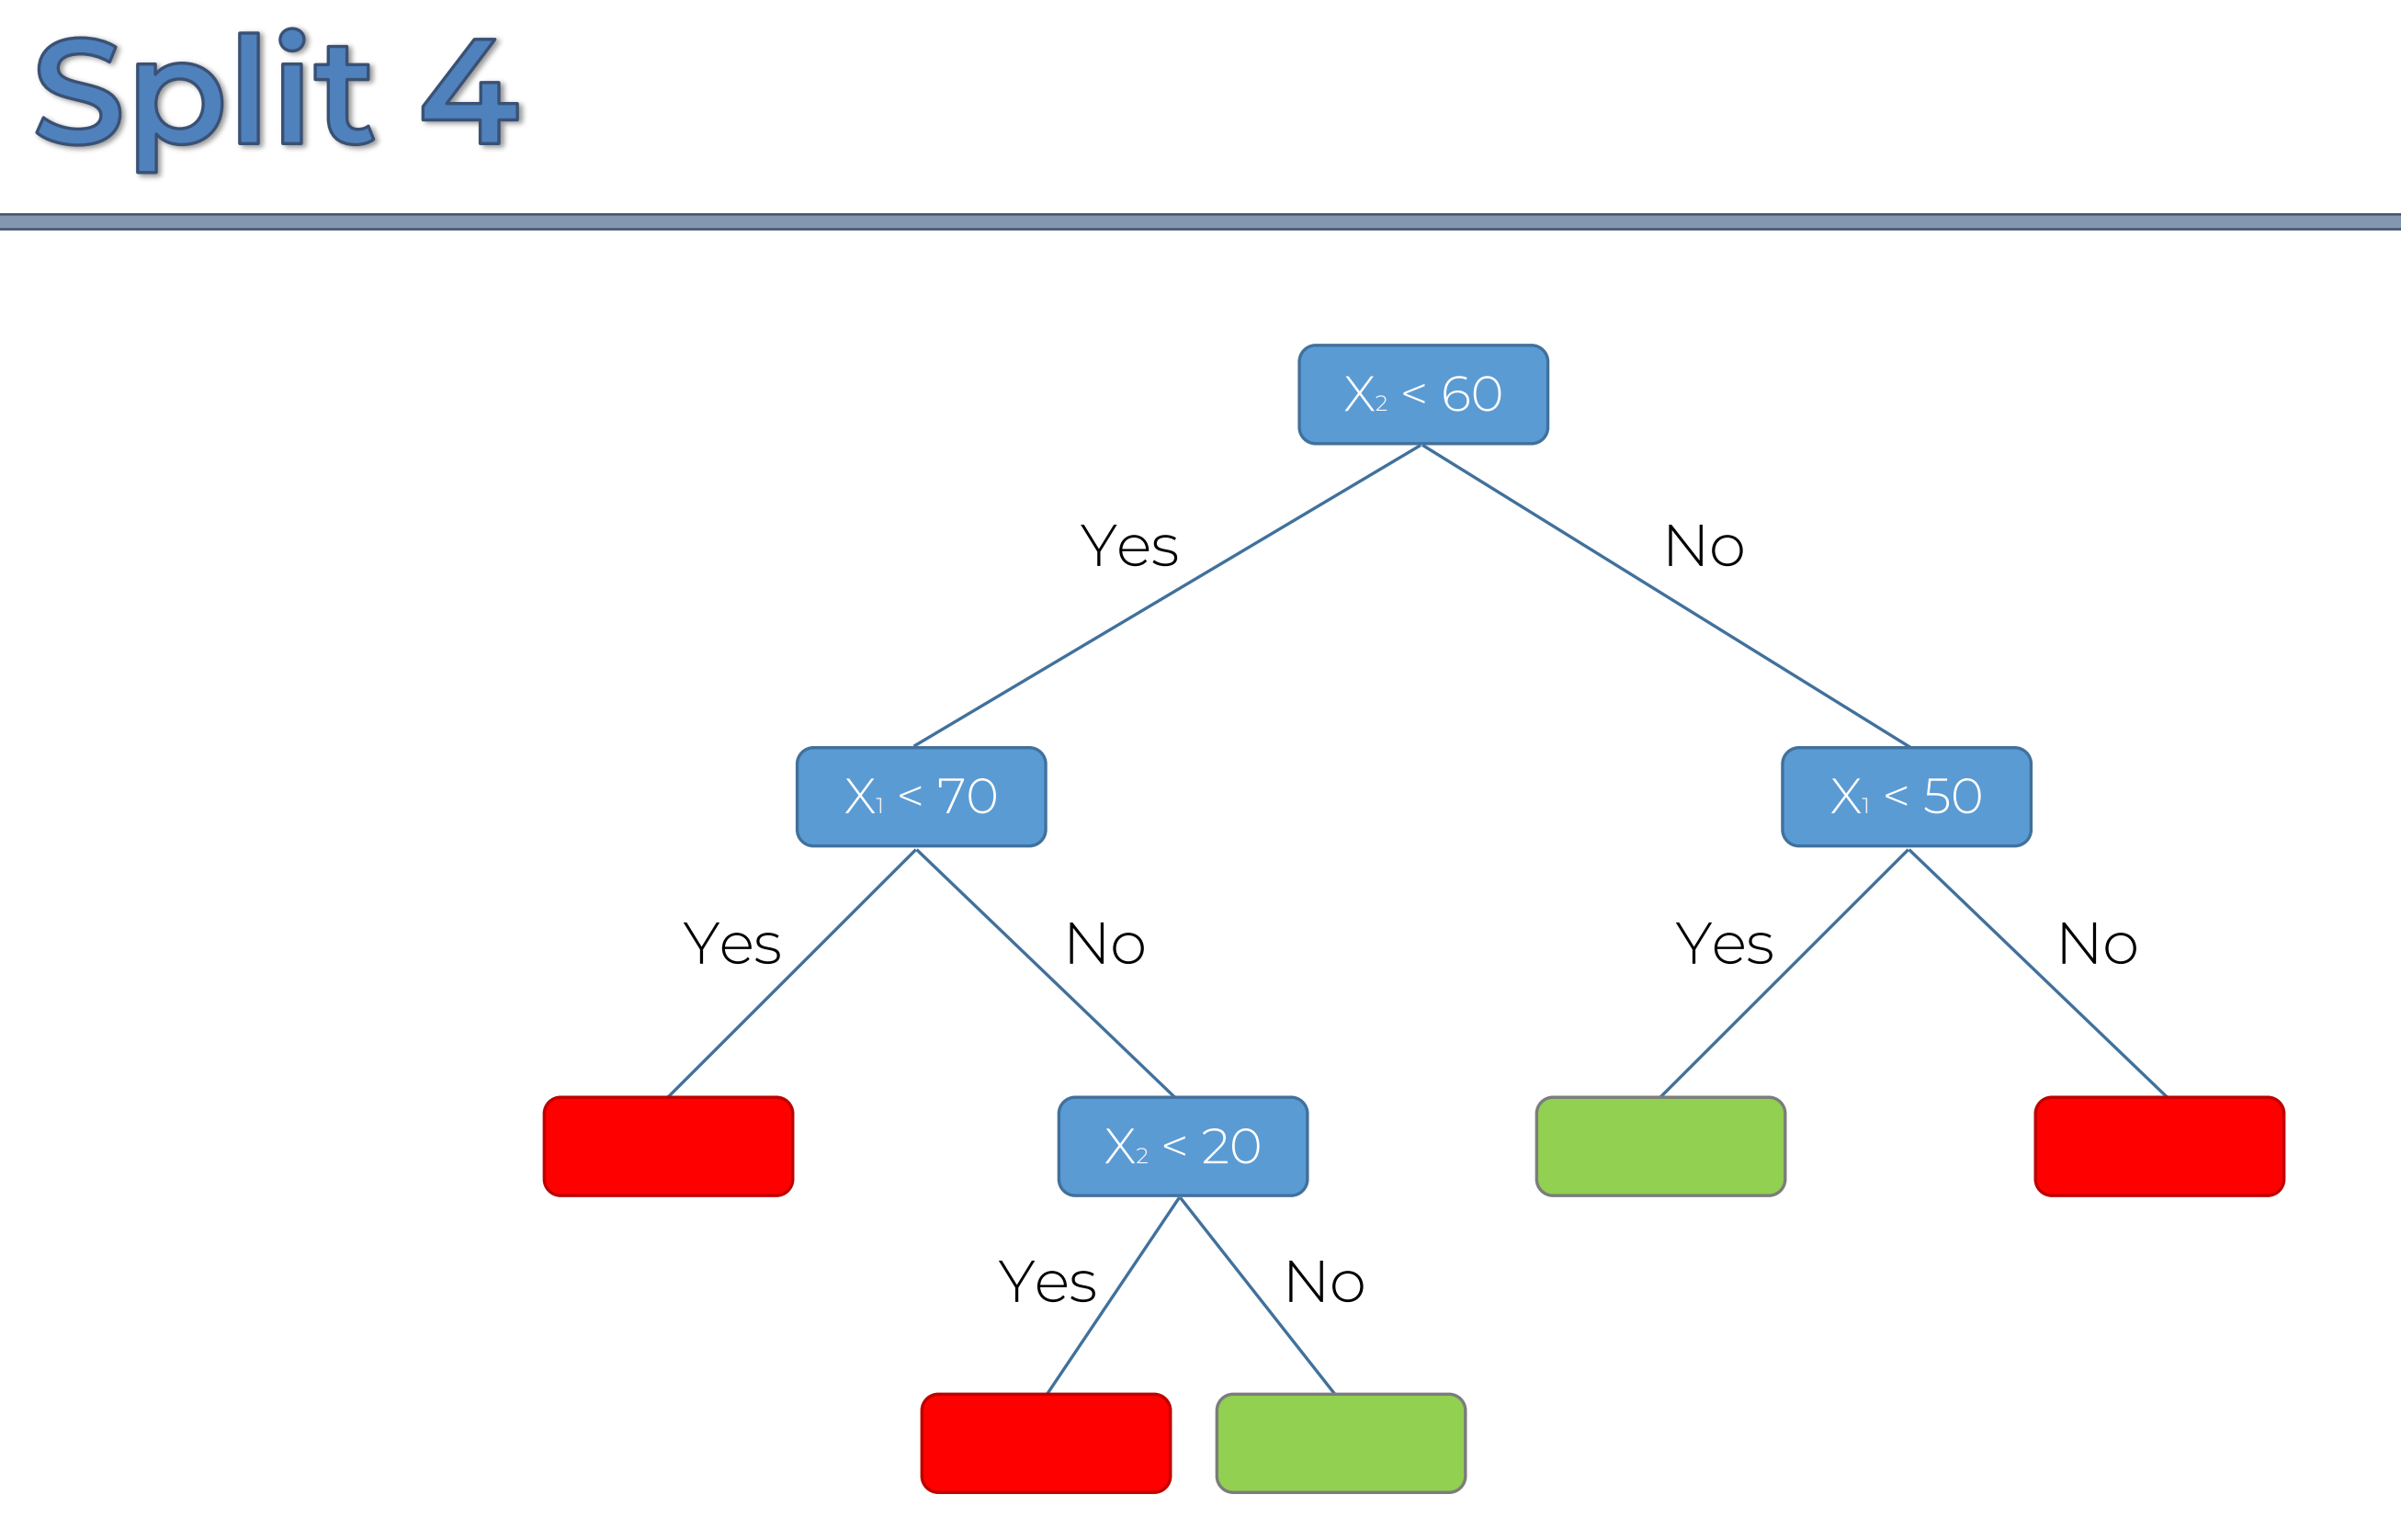 Split 4
X₂ < 60
Yes
No
X₁ < 70
X₁ < 50
Yes
No
Yes
No
X₂ < 20
Yes
No